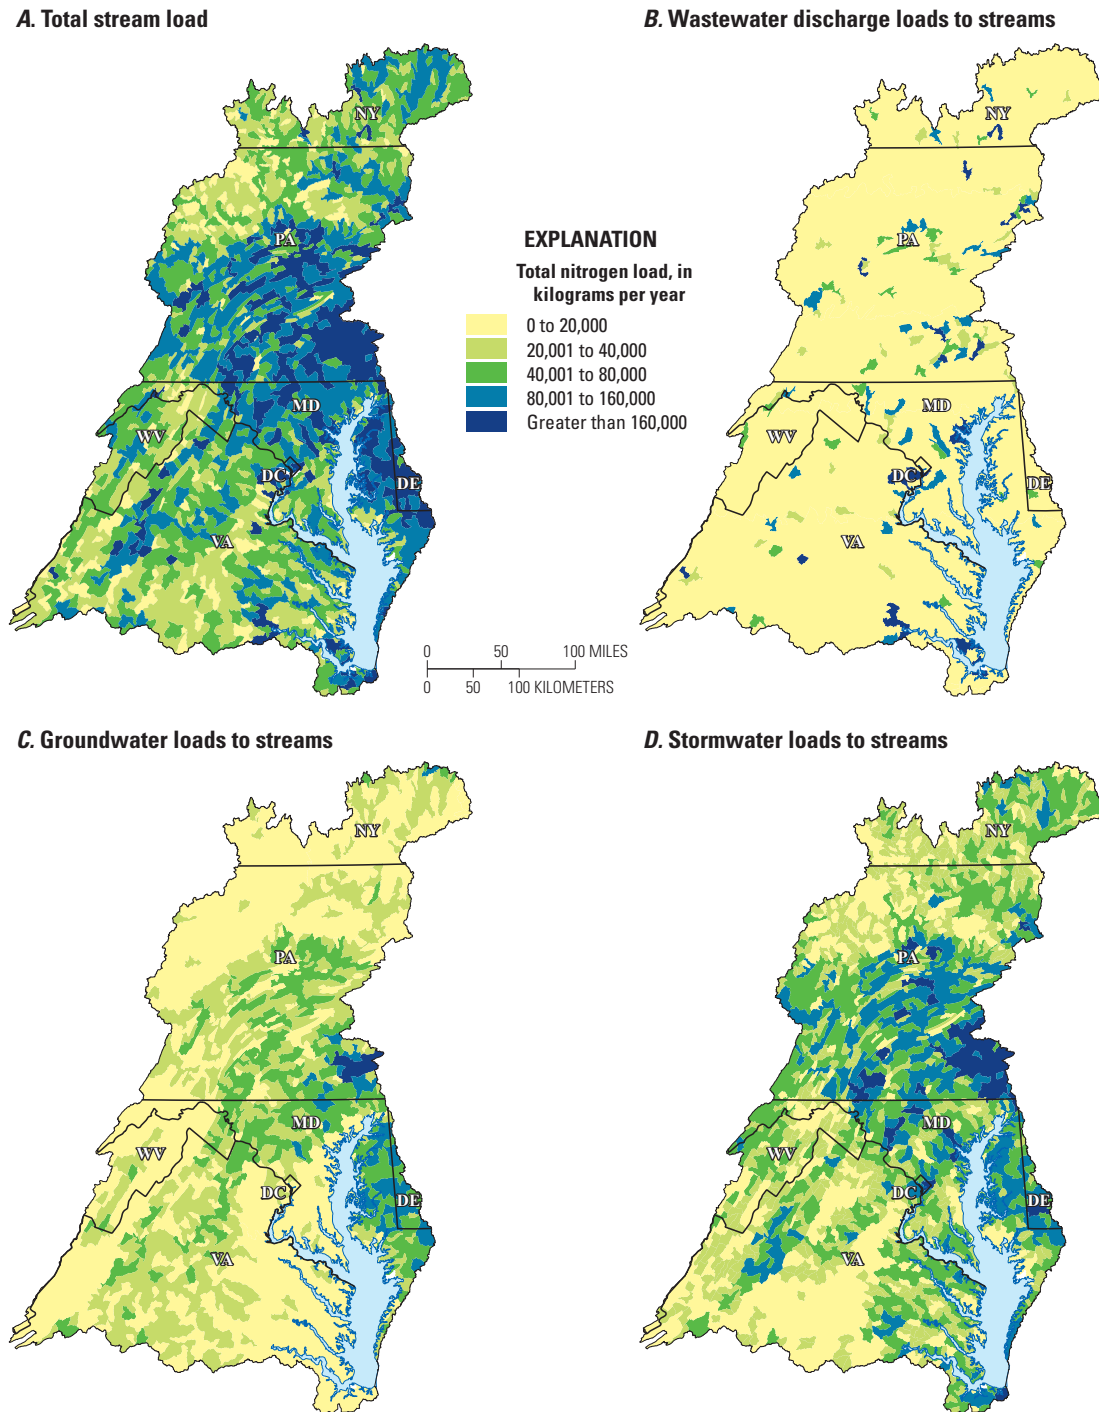 A. Total stream load
B. Wastewater discharge loads to streams
NY
PA
MD
WV
DC
DE
VA
NY
PA
MD
WV
DC
DE
VA
EXPLANATION
Total nitrogen load, in
kilograms per year
0 to 20,000
20,001 to 40,000
40,001 to 80,000
80,001 to 160,000
Greater than 160,000
0 50 100 MILES
0 50 100 KILOMETERS
C. Groundwater loads to streams
D. Stormwater loads to streams
NY
PA
MD
WV
DC
DE
VA
NY
PA
MD
WV
DC
DE
VA